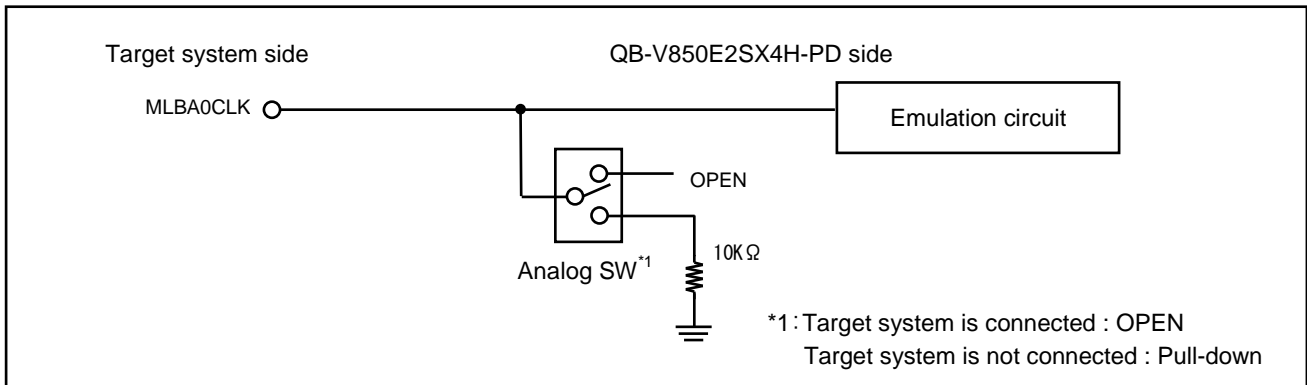 Target system side
QB-V850E2SX4H-PD side
MLBA0CLK
Emulation circuit
OPEN
10KΩ
Analog SW*1
*1:Target system is connected : OPEN
Target system is not connected : Pull-down